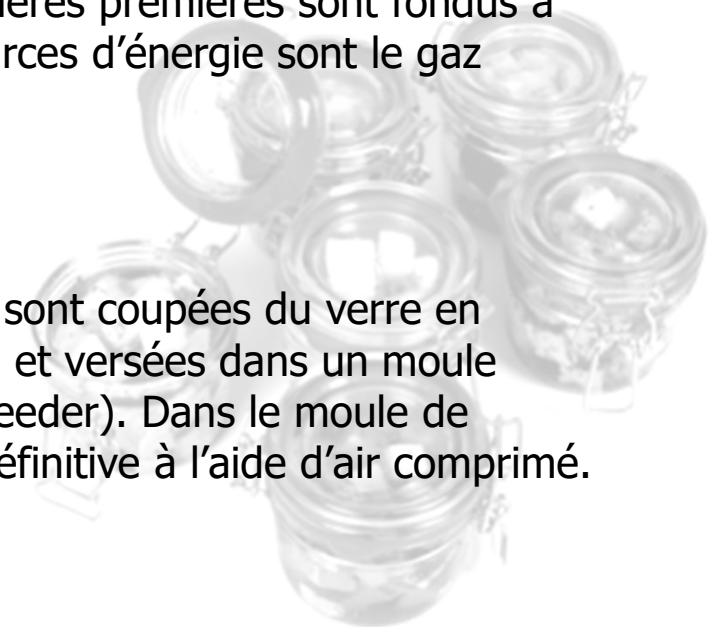 premières sont fondus à
rces d’énergie sont le gaz
sont coupées du verre en
et versées dans un moule
eeder). Dans le moule de
éfinitive à l’aide d’air comprimé.